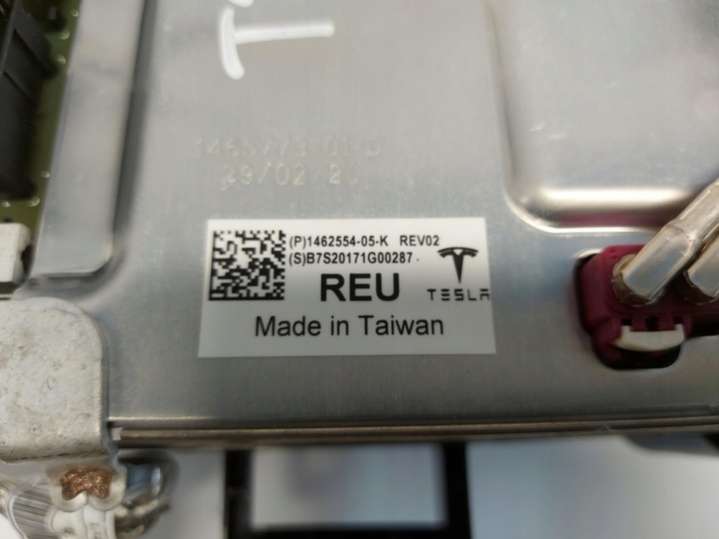 (P)1462554-05-K REV02
(S)B7S20171G00287
REU
TESLA
Made in Taiwan